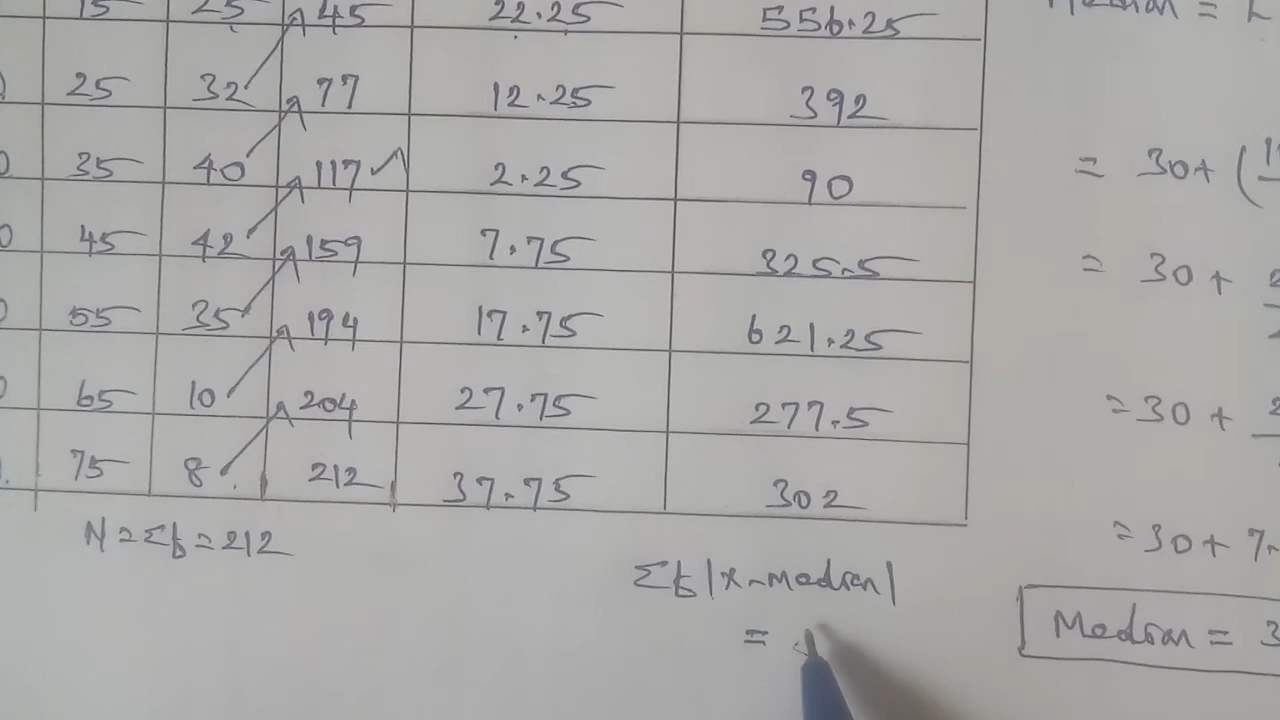 15 25 45 22.25 556.25
Median = L
25 32 77 12.25 392
35 40 117 ✓ 2.25 90
= 30 + (
45 42 159 7.75 325.5
= 30 +
55 35 194 17.75 621.25
65 10 204 27.75 277.5
= 30 +
75 8 212 37.75 302
N = Σf = 212
= 30 + 7.
Σf |x - median|
=
Median = 3